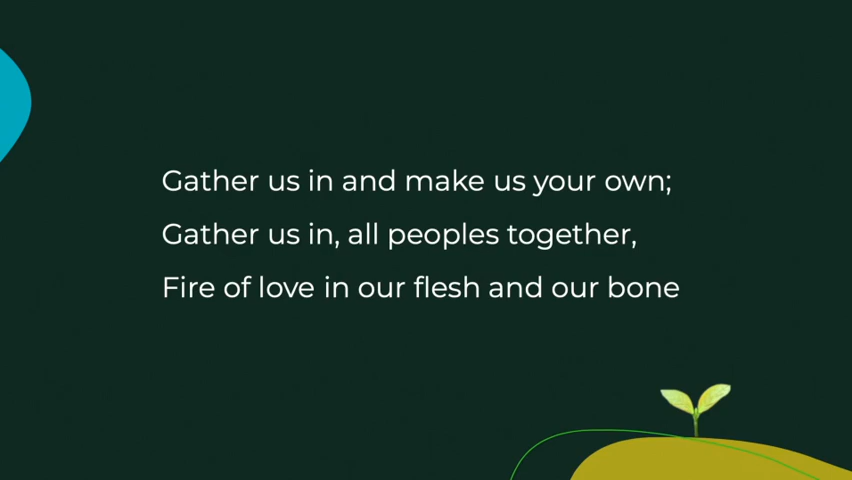 Gather us in and make us your own;
Gather us in, all peoples together,
Fire of love in our flesh and our bone